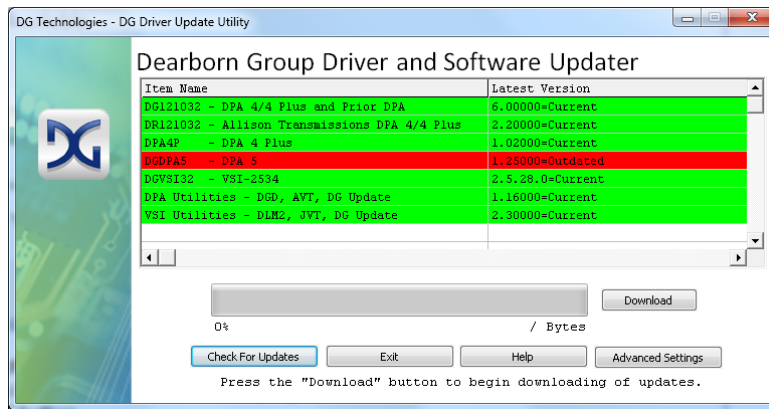 DG Technologies - DG Driver Update Utility
Dearborn Group Driver and Software Updater
Item Name Latest Version
DG121032 - DPA 4/4 Plus and Prior DPA 6.00000=Current
DR121032 - Allison Transmissions DPA 4/4 Plus 2.20000=Current
DPA4P - DPA 4 Plus 1.02000=Current
DGDPA5 - DPA 5 1.25000=Outdated
DGVSI32 - VSI-2534 2.5.28.0=Current
DPA Utilities - DGD, AVT, DG Update 1.16000=Current
VSI Utilities - DLM2, JVT, DG Update 2.30000=Current
DG
Download
0% / Bytes
Check For Updates Exit Help Advanced Settings
Press the "Download" button to begin downloading of updates.